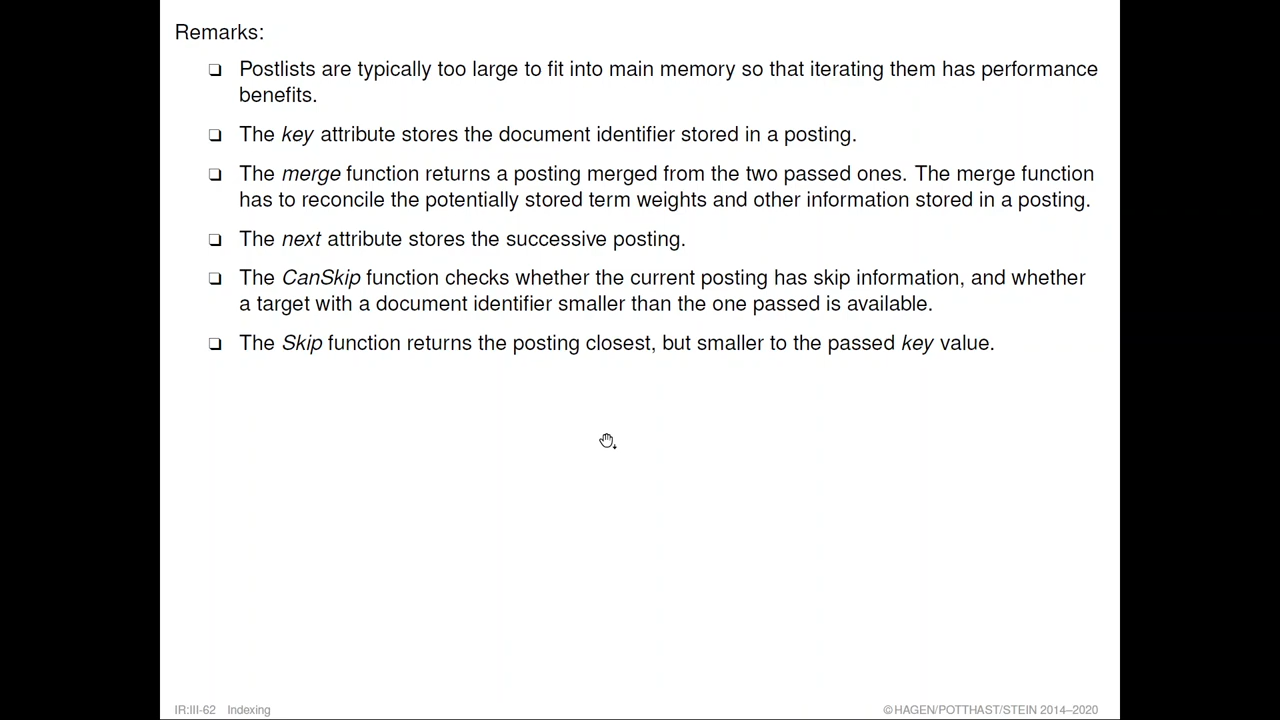 Remarks:
❏ Postlists are typically too large to fit into main memory so that iterating them has performance
benefits.
❏ The key attribute stores the document identifier stored in a posting.
❏ The merge function returns a posting merged from the two passed ones. The merge function
has to reconcile the potentially stored term weights and other information stored in a posting.
❏ The next attribute stores the successive posting.
❏ The CanSkip function checks whether the current posting has skip information, and whether
a target with a document identifier smaller than the one passed is available.
❏ The Skip function returns the posting closest, but smaller to the passed key value.
IR:III-62 Indexing
©HAGEN/POTTHAST/STEIN 2014–2020